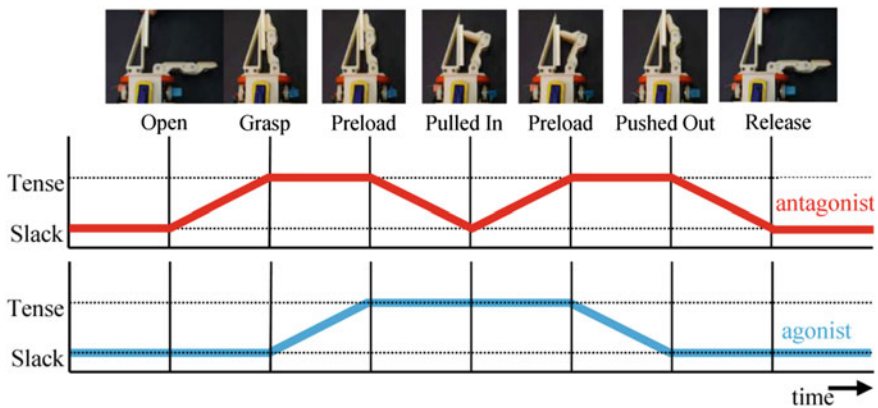 Open Grasp Preload Pulled In Preload Pushed Out Release
Tense
antagonist
Slack
Tense
agonist
Slack
time